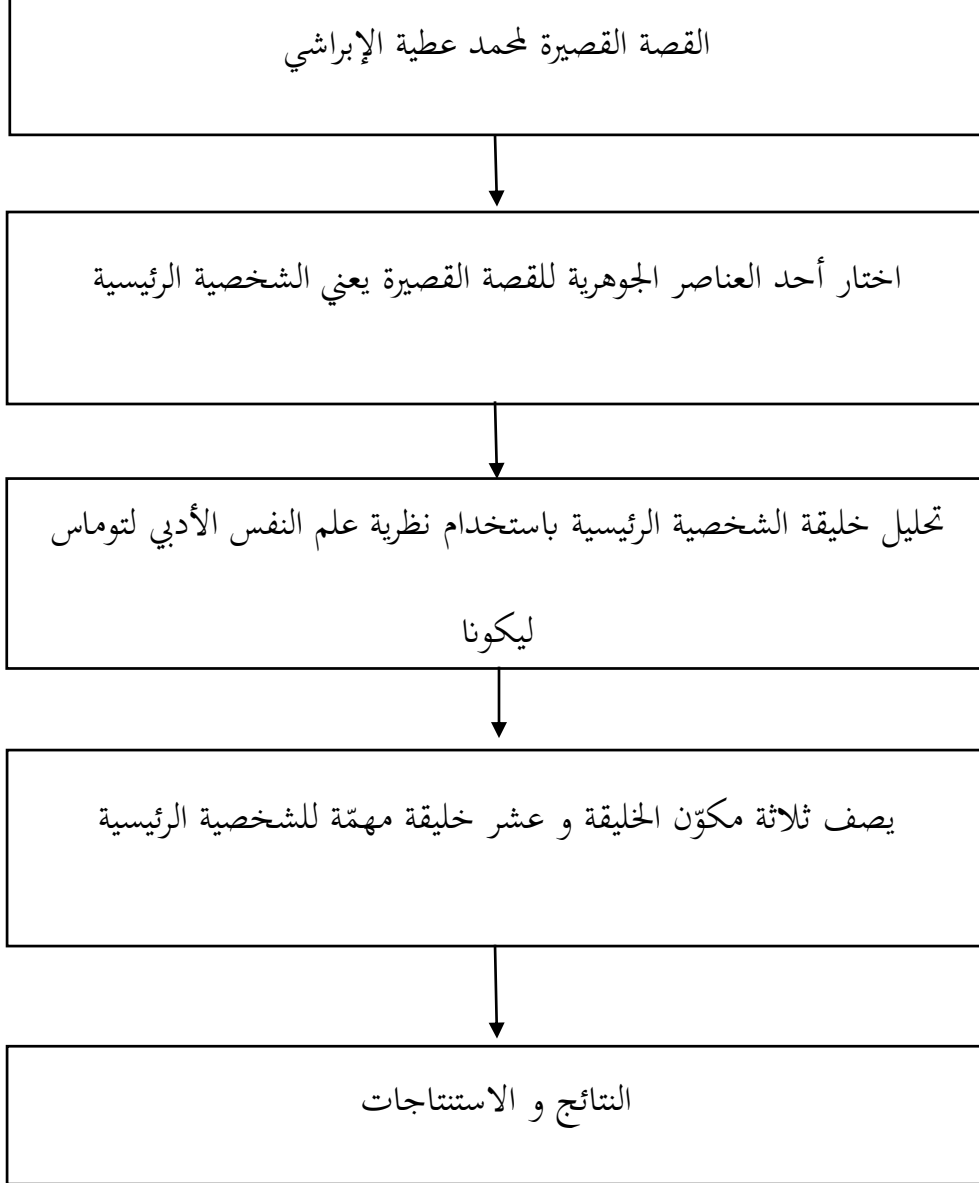 القصة القصيرة لمحمد عطية الإبراشي
اختار أحد العناصر الجوهرية للقصة القصيرة يعني الشخصية الرئيسية
تحليل خليقة الشخصية الرئيسية باستخدام نظرية علم النفس الأدبي لتوماس
ليكونا
يصف ثلاثة مكوّن الخليقة و عشر خليقة مهمّة للشخصية الرئيسية
النتائج و الاستنتاجات